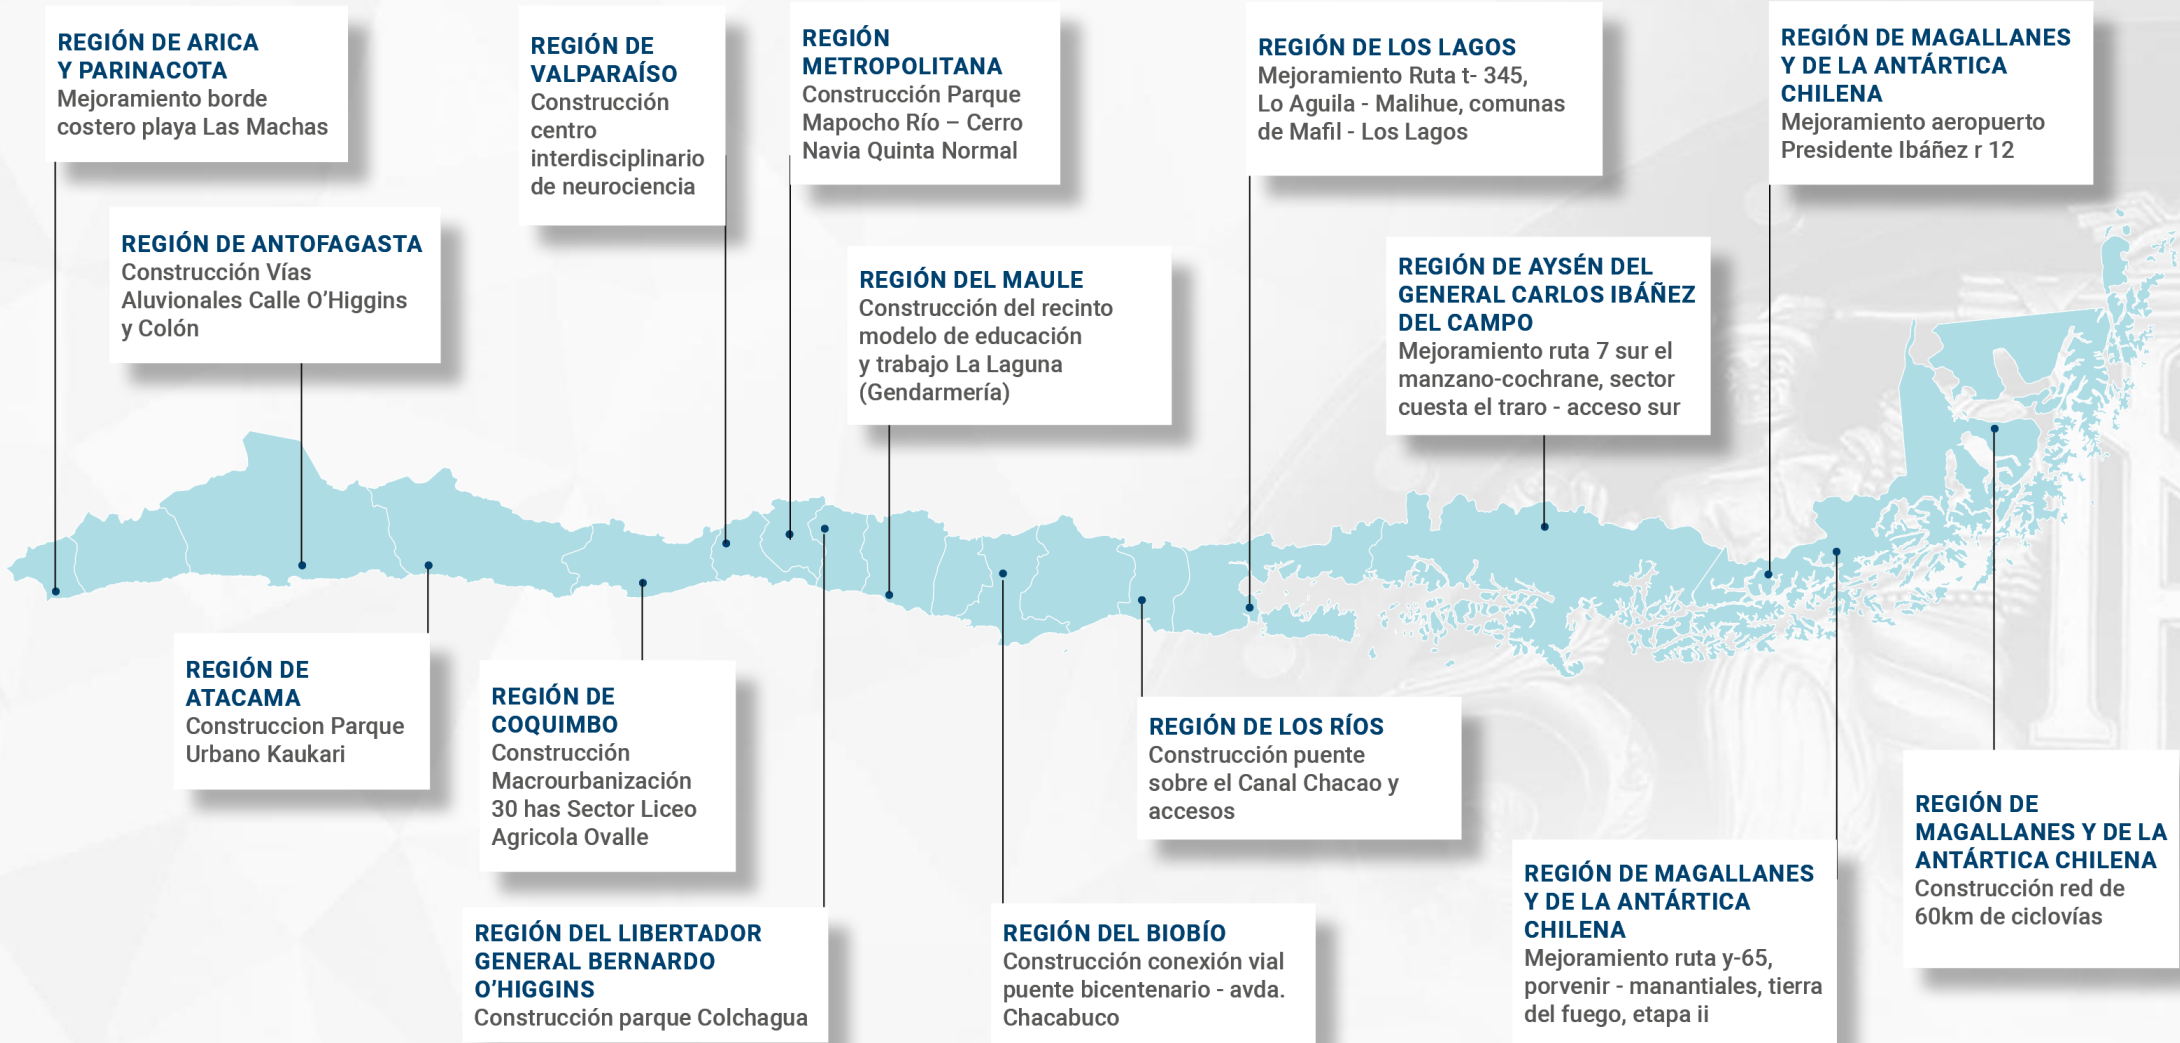 REGIÓN DE ARICA
Y PARINACOTA
Mejoramiento borde
costero playa Las Machas
REGIÓN DE ANTOFAGASTA
Construcción Vías
Aluvionales Calle O’Higgins
y Colón
REGIÓN DE
VALPARAÍSO
Construcción
centro
interdisciplinario
de neurociencia
REGIÓN
METROPOLITANA
Construcción Parque
Mapocho Río – Cerro
Navia Quinta Normal
REGIÓN DEL MAULE
Construcción del recinto
modelo de educación
y trabajo La Laguna
(Gendarmería)
REGIÓN DE LOS LAGOS
Mejoramiento Ruta t- 345,
Lo Aguila - Malihue, comunas
de Mafil - Los Lagos
REGIÓN DE AYSÉN DEL
GENERAL CARLOS IBÁÑEZ
DEL CAMPO
Mejoramiento ruta 7 sur el
manzano-cochrane, sector
cuesta el traro - acceso sur
REGIÓN DE MAGALLANES
Y DE LA ANTÁRTICA
CHILENA
Mejoramiento aeropuerto
Presidente Ibáñez r 12
REGIÓN DE
ATACAMA
Construccion Parque
Urbano Kaukari
REGIÓN DE
COQUIMBO
Construcción
Macrourbanización
30 has Sector Liceo
Agricola Ovalle
REGIÓN DEL LIBERTADOR
GENERAL BERNARDO
O’HIGGINS
Construcción parque Colchagua
REGIÓN DEL BIOBÍO
Construcción conexión vial
puente bicentenario - avda.
Chacabuco
REGIÓN DE LOS RÍOS
Construcción puente
sobre el Canal Chacao y
accesos
REGIÓN DE MAGALLANES
Y DE LA ANTÁRTICA
CHILENA
Mejoramiento ruta y-65,
porvenir - manantiales, tierra
del fuego, etapa ii
REGIÓN DE
MAGALLANES Y DE LA
ANTÁRTICA CHILENA
Construcción red de
60km de ciclovías